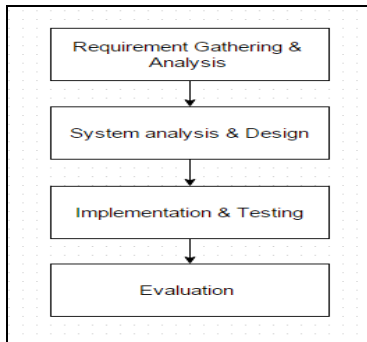 Requirement Gathering &
Analysis
System analysis & Design
Implementation & Testing
Evaluation